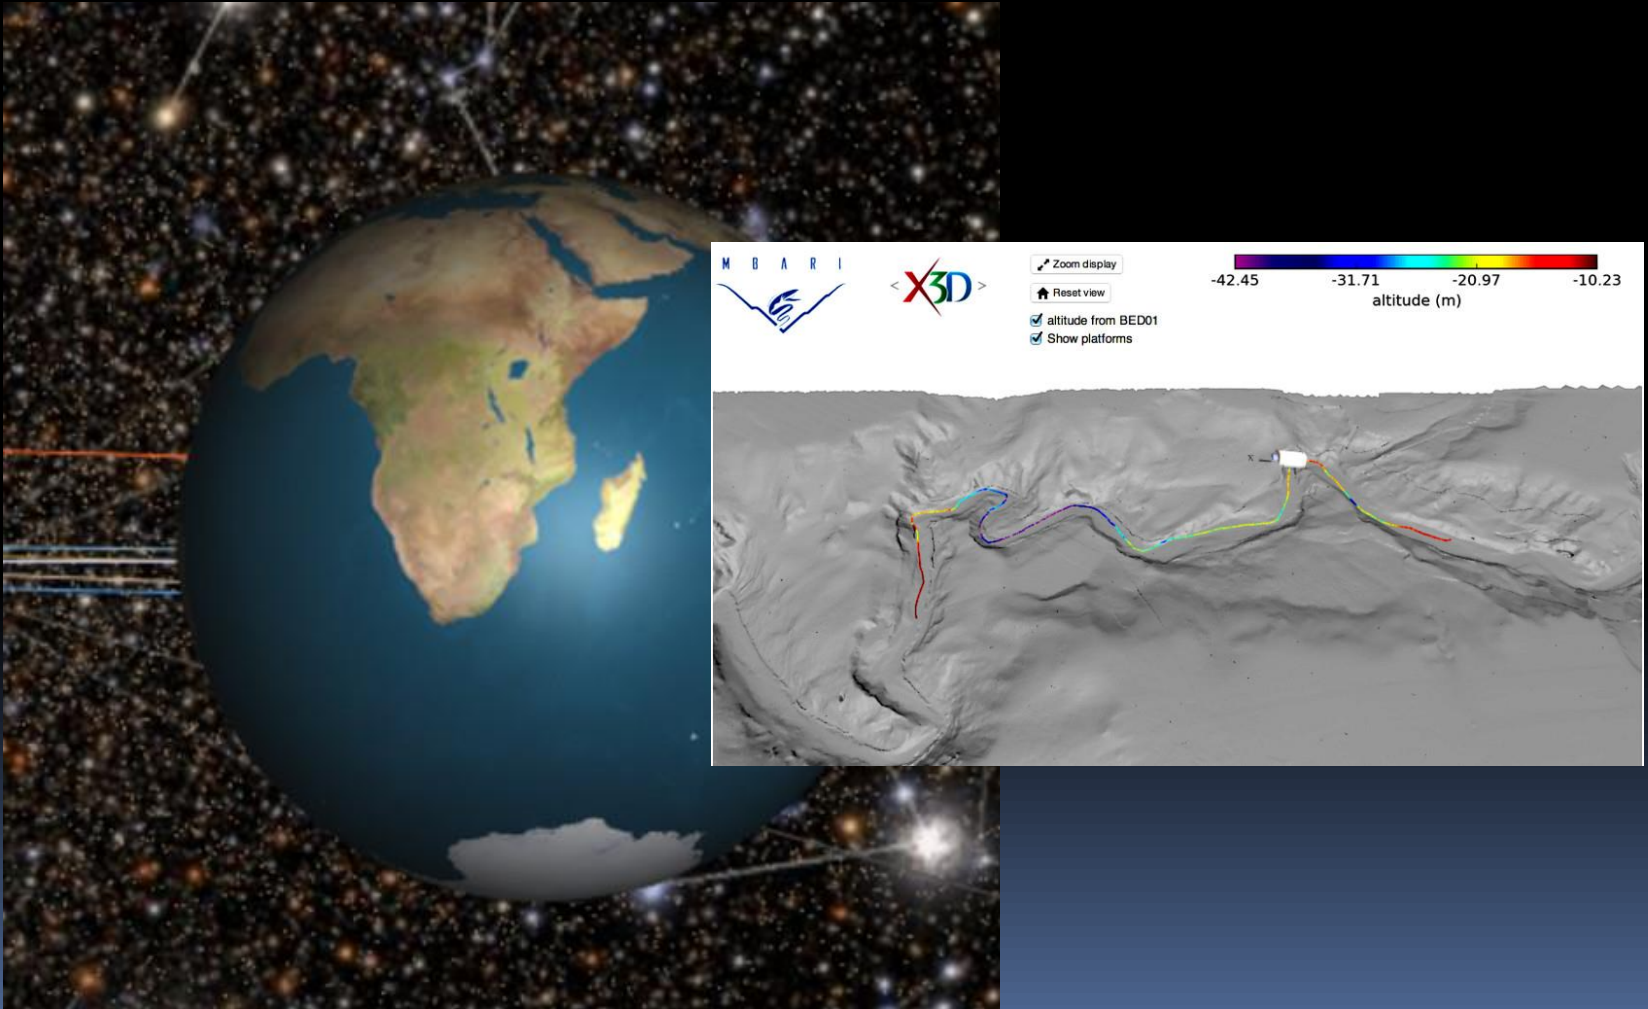 M B A R I
< X3D >
Zoom display
Reset view
altitude from BED01
Show platforms
-42.45 -31.71 -20.97 -10.23
altitude (m)
X